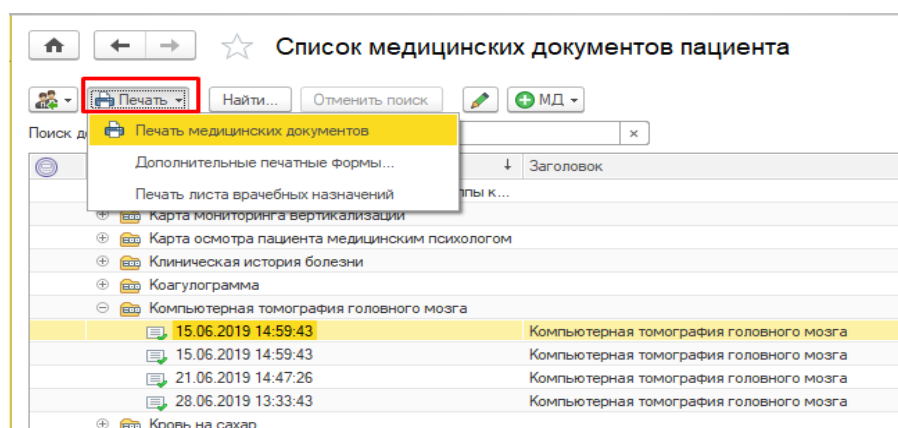 Список медицинских документов пациента
Печать
Найти...
Отменить поиск
МД
Поиск д
Печать медицинских документов
Дополнительные печатные формы...
Печать листа врачебных назначений
Заголовок
ппы к...
Карта мониторинга вертикализации
Карта осмотра пациента медицинским психологом
Клиническая история болезни
Коагулограмма
Компьютерная томография головного мозга
15.06.2019 14:59:43 Компьютерная томография головного мозга
15.06.2019 14:59:43 Компьютерная томография головного мозга
21.06.2019 14:47:26 Компьютерная томография головного мозга
28.06.2019 13:33:43 Компьютерная томография головного мозга
Кровь на сахар